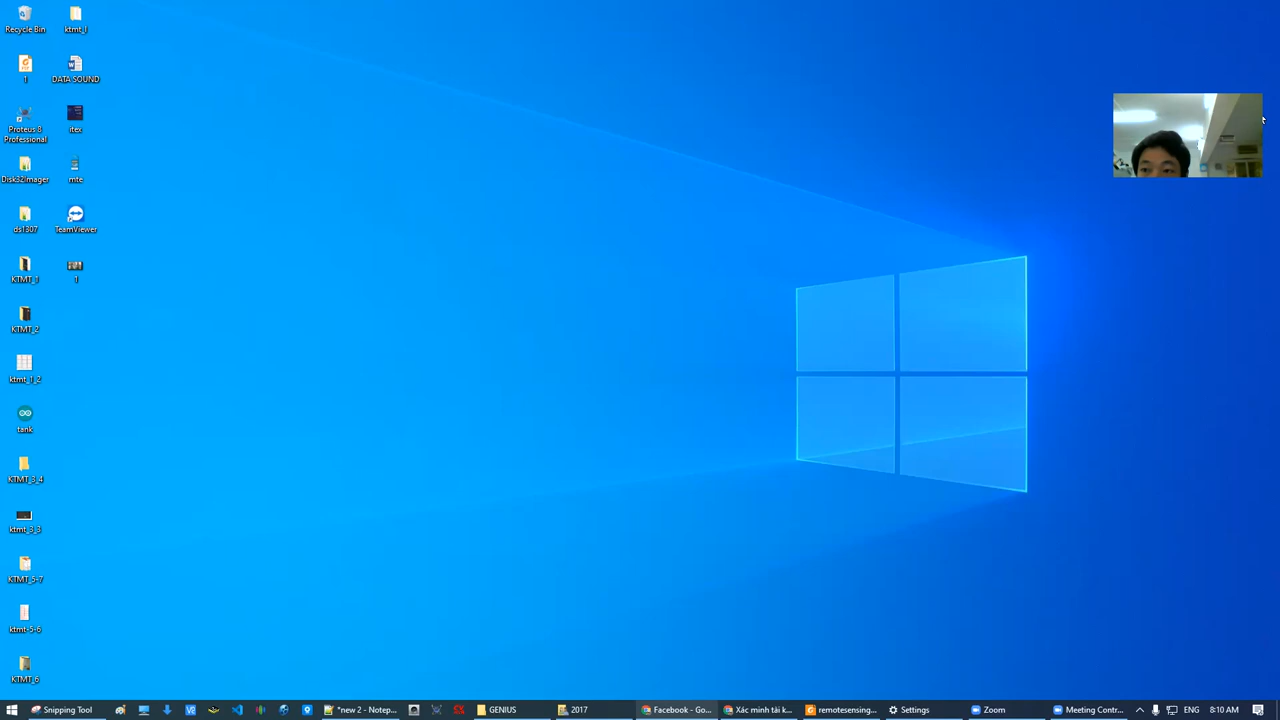 Recycle Bin
ktmt_l
1
DATA SOUND
Proteus 8
Professional
itex
Disk32imager
mte
ds1307
TeamViewer
KTMT_1
1
KTMT_2
ktmt_1_2
tank
KTMT_3_4
ktmt_3_3
KTMT_5-7
ktmt-5-6
KTMT_6
Snipping Tool
*new 2 - Notep...
GENIUS
2017
Facebook - Go...
Xác minh tài k...
remotesensing...
Settings
Zoom
Meeting Contr...
ENG
8:10 AM